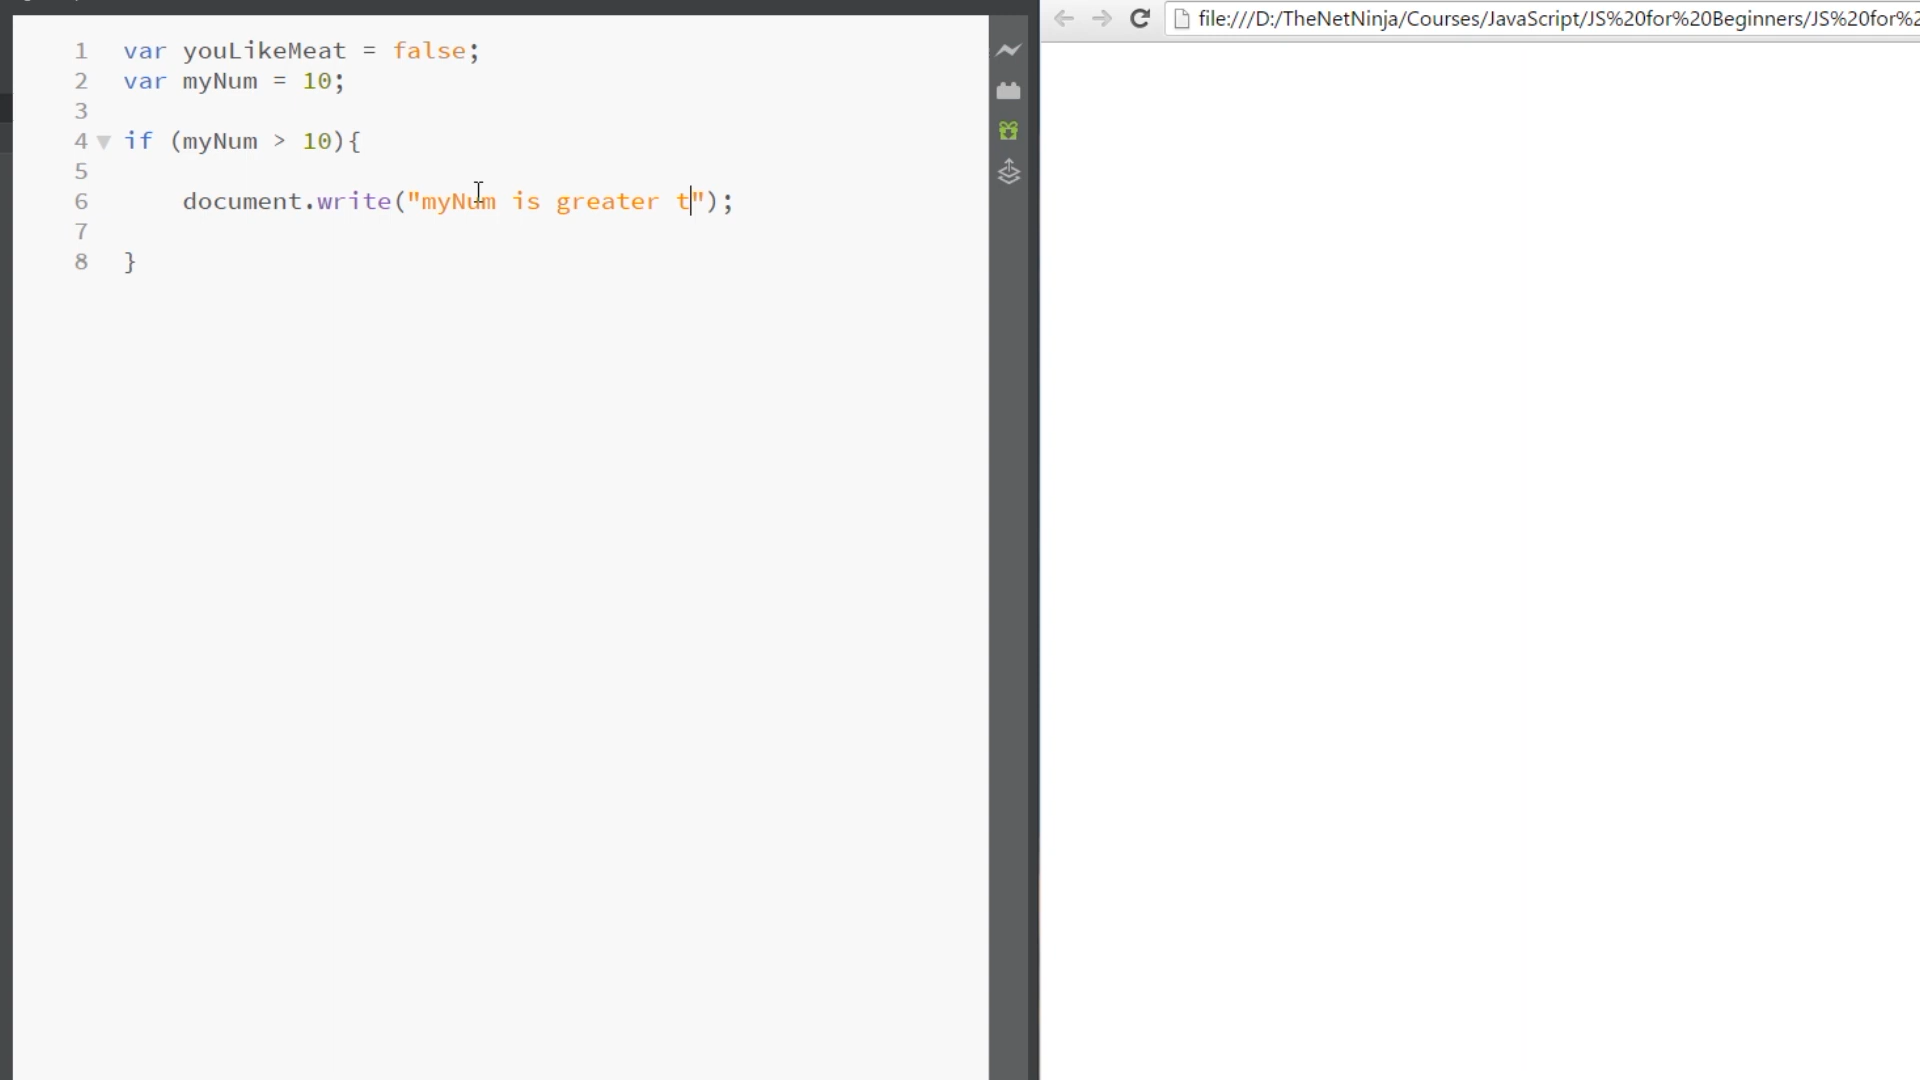 file:///D:/TheNetNinja/Courses/JavaScript/JS%20for%20Beginners/JS%20for%2
1 var youLikeMeat = false;
2 var myNum = 10;
3
4 if (myNum > 10){
5
6 document.write("myNum is greater t");
7
8 }